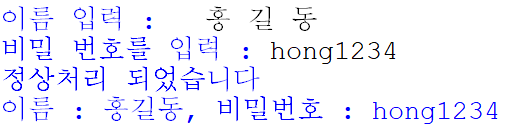 이름 입력 :   홍 길 동
비밀 번호를 입력 : hong1234
정상처리 되었습니다
이름 : 홍길동, 비밀번호 : hong1234